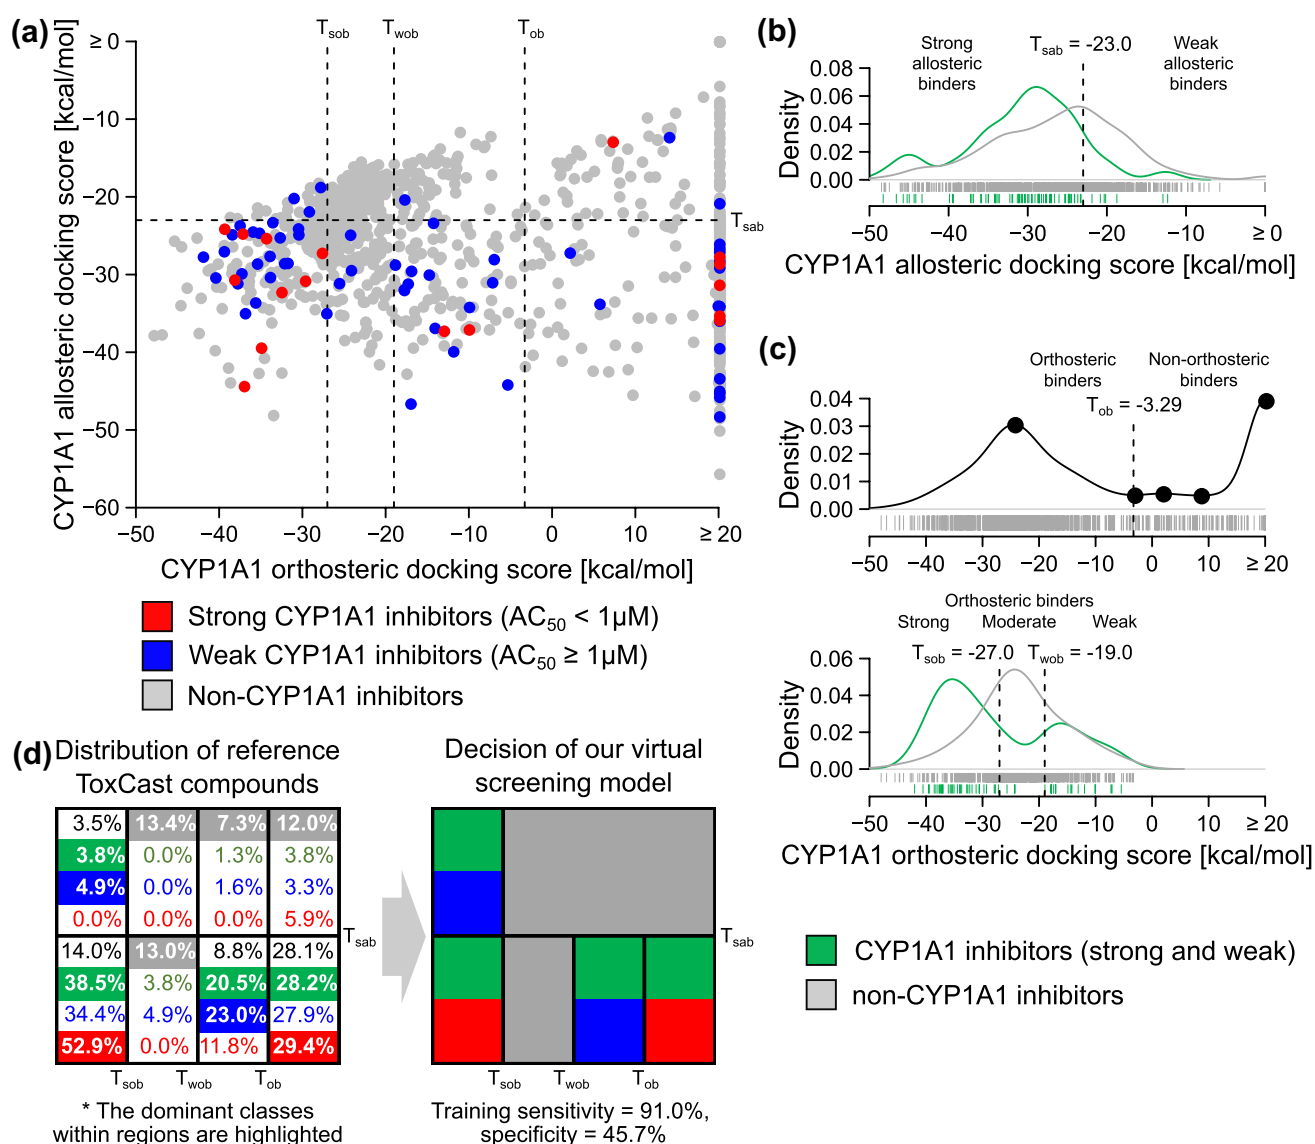 (a)
T_sob T_wob T_ob
≥ 0
−10
−20
−30
−40
−50
−60
CYP1A1 allosteric docking score [kcal/mol]
T_sab
−50 −40 −30 −20 −10 0 10 ≥ 20
CYP1A1 orthosteric docking score [kcal/mol]
Strong CYP1A1 inhibitors (AC50 < 1µM)
Weak CYP1A1 inhibitors (AC50 ≥ 1µM)
Non-CYP1A1 inhibitors
(b)
Strong allosteric binders
T_sab = -23.0
Weak allosteric binders
Density
0.08
0.06
0.04
0.02
0.00
−50 −40 −30 −20 −10 ≥ 0
CYP1A1 allosteric docking score [kcal/mol]
(c)
Orthosteric binders
Non-orthosteric binders
T_ob = -3.29
Density
0.04
0.03
0.02
0.01
0.00
−50 −40 −30 −20 −10 0 10 ≥ 20
Orthosteric binders
Strong Moderate Weak
T_sob = -27.0 T_wob = -19.0
Density
0.06
0.04
0.02
0.00
−50 −40 −30 −20 −10 0 10 ≥ 20
CYP1A1 orthosteric docking score [kcal/mol]
CYP1A1 inhibitors (strong and weak)
non-CYP1A1 inhibitors
(d)
Distribution of reference
ToxCast compounds
3.5% 13.4% 7.3% 12.0%
3.8% 0.0% 1.3% 3.8%
4.9% 0.0% 1.6% 3.3%
0.0% 0.0% 0.0% 5.9%
T_sab
14.0% 13.0% 8.8% 28.1%
38.5% 3.8% 20.5% 28.2%
34.4% 4.9% 23.0% 27.9%
52.9% 0.0% 11.8% 29.4%
T_sob T_wob T_ob
* The dominant classes
within regions are highlighted
Decision of our virtual
screening model
T_sab
T_sob T_wob T_ob
Training sensitivity = 91.0%,
specificity = 45.7%